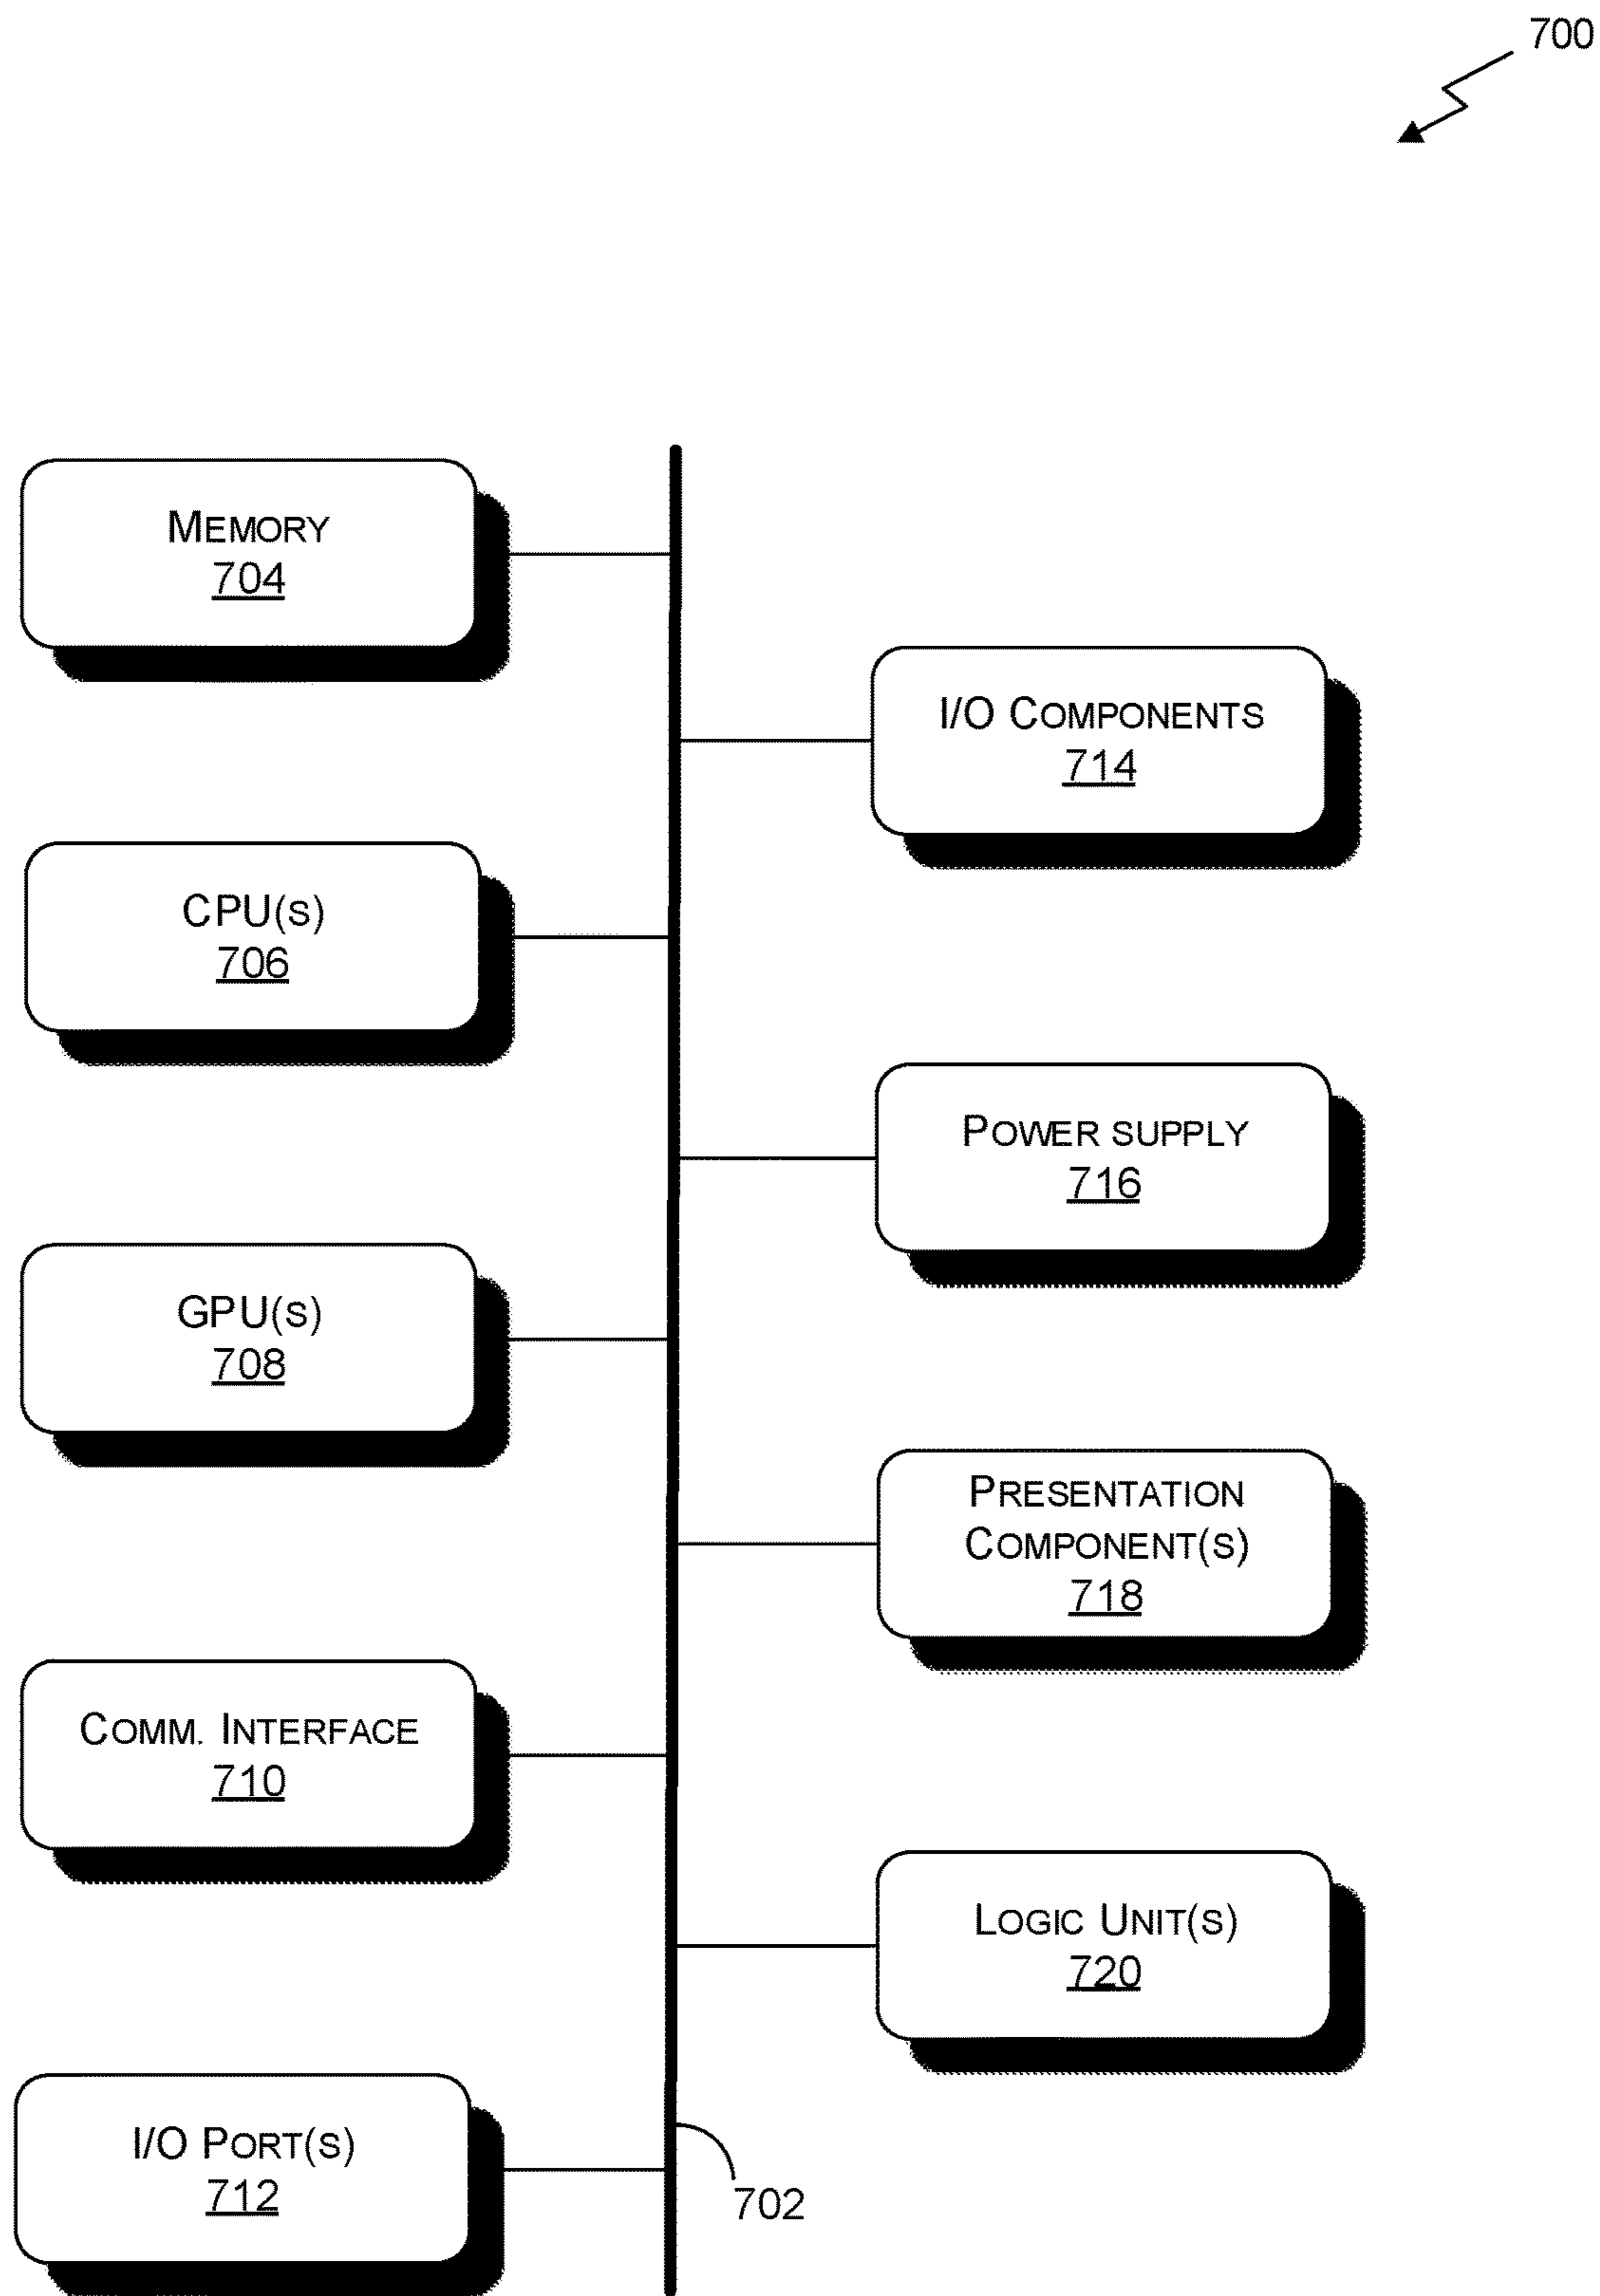 700
MEMORY
704
I/O COMPONENTS
714
CPU(S)
706
POWER SUPPLY
716
GPU(S)
708
PRESENTATION
COMPONENT(S)
718
COMM. INTERFACE
710
LOGIC UNIT(S)
720
I/O PORT(S)
712
702